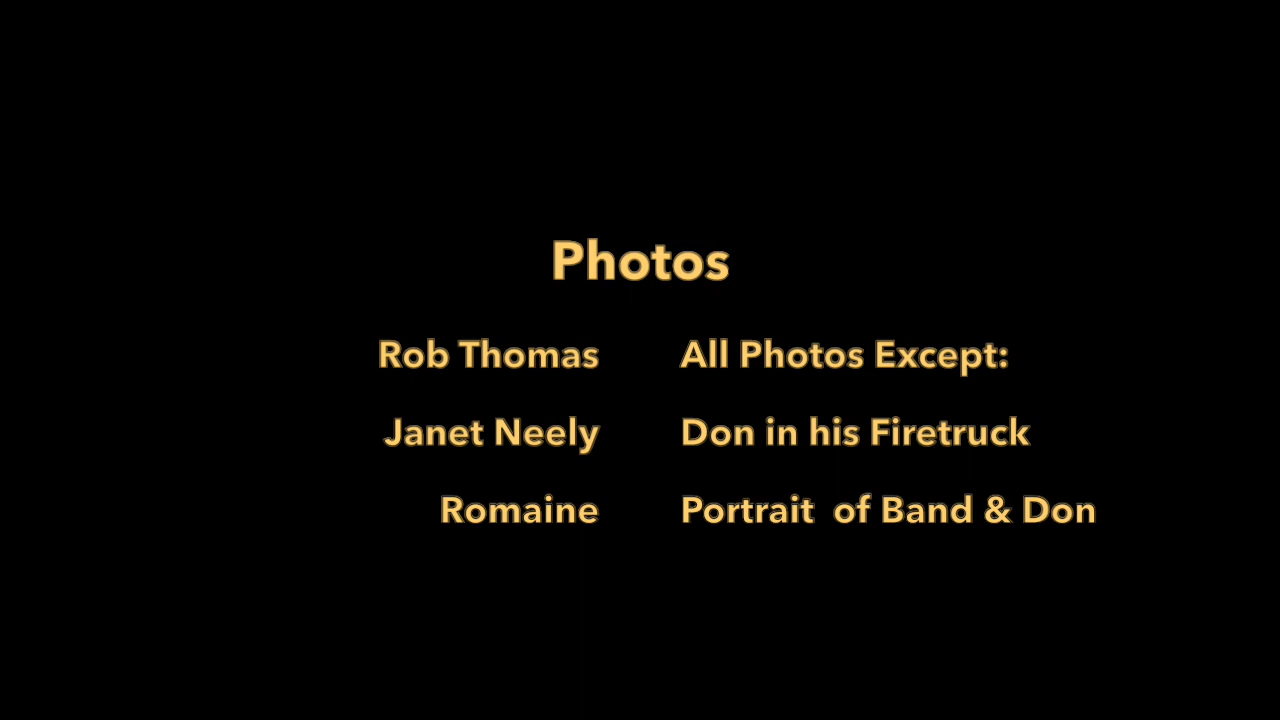 Photos
Rob Thomas All Photos Except:
Janet Neely Don in his Firetruck
Romaine Portrait  of Band & Don